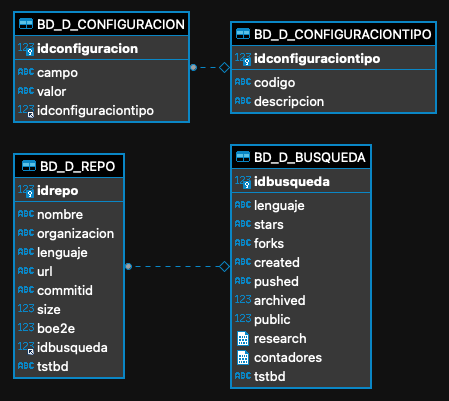 BD_D_CONFIGURACION
123 idconfiguracion
ABC campo
ABC valor
123 idconfiguraciontipo
BD_D_CONFIGURACIONTIPO
123 idconfiguraciontipo
ABC codigo
ABC descripcion
BD_D_REPO
123 idrepo
ABC nombre
ABC organizacion
ABC lenguaje
ABC url
ABC commitid
123 size
123 boe2e
123 idbusqueda
ABC tstbd
BD_D_BUSQUEDA
123 idbusqueda
ABC lenguaje
ABC stars
ABC forks
ABC created
ABC pushed
123 archived
123 public
research
contadores
ABC tstbd